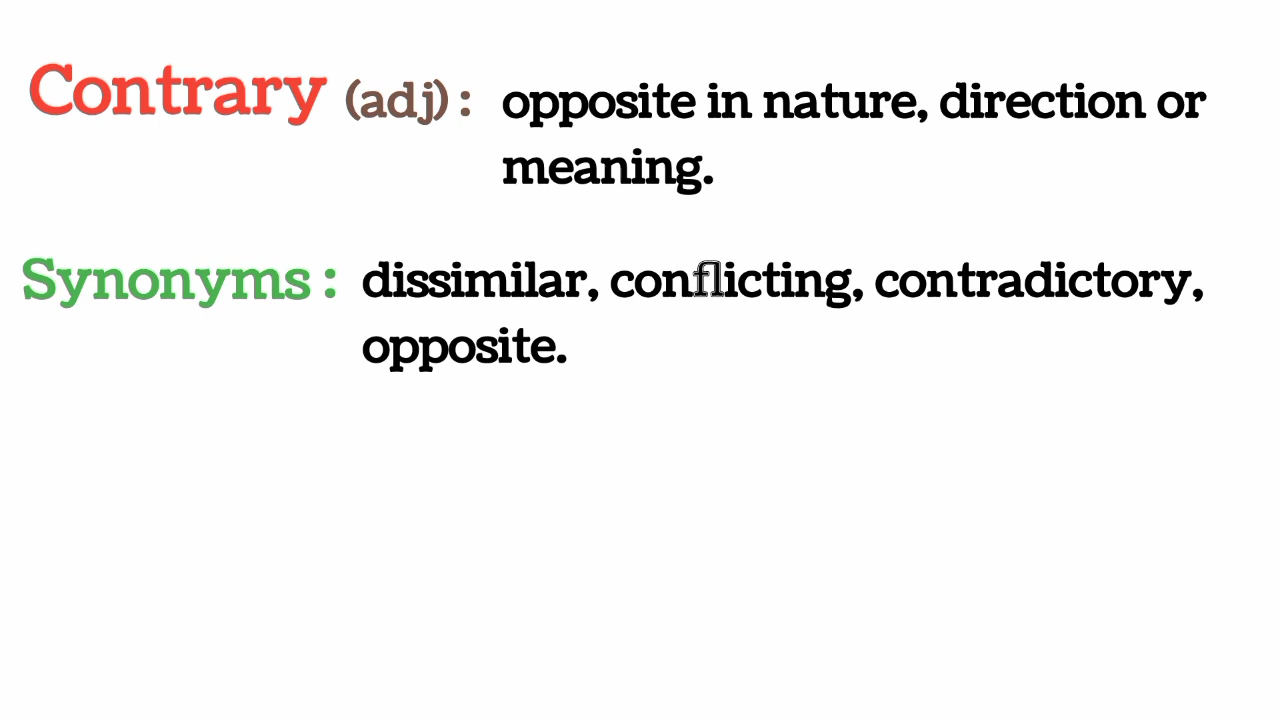 Contrary (adj) : opposite in nature, direction or
meaning.
Synonyms : dissimilar, conflicting, contradictory,
opposite.